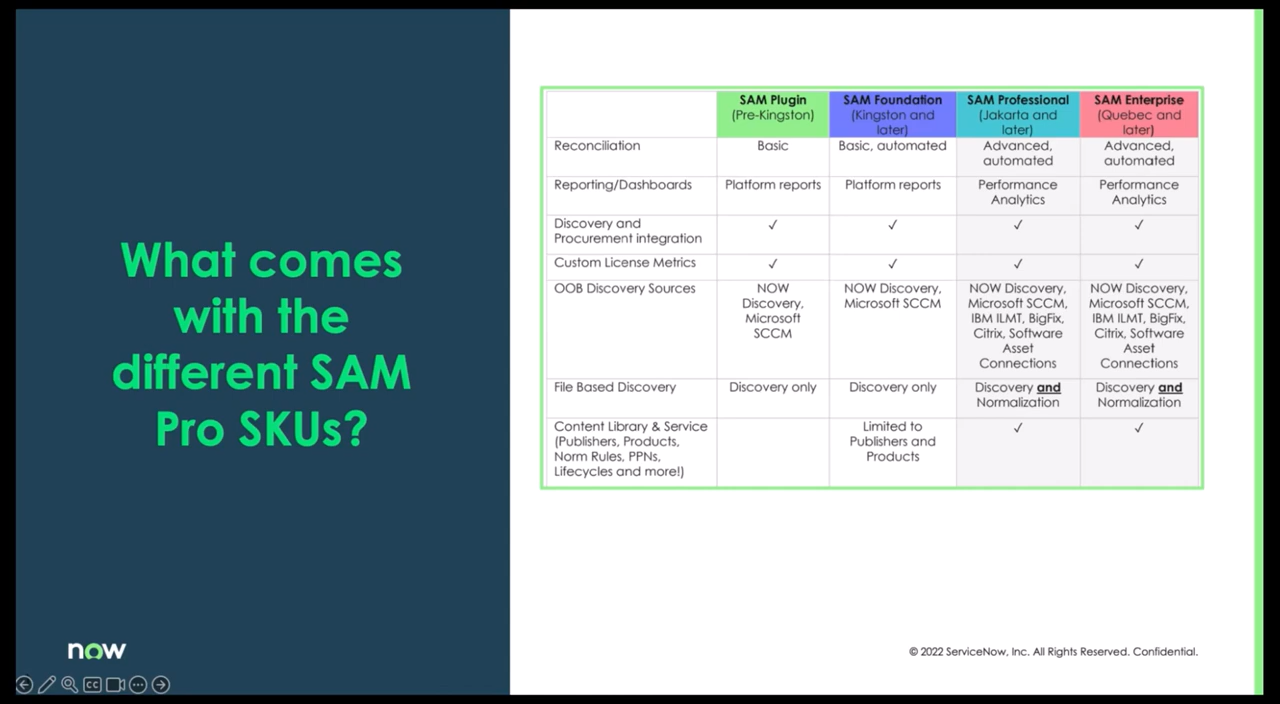 What comes
with the
different SAM
Pro SKUs?
SAM Plugin
(Pre-Kingston)
SAM Foundation
(Kingston and
later)
SAM Professional
(Jakarta and
later)
SAM Enterprise
(Quebec and
later)
Reconciliation
Basic
Basic, automated
Advanced,
automated
Advanced,
automated
Reporting/Dashboards
Platform reports
Platform reports
Performance
Analytics
Performance
Analytics
Discovery and
Procurement integration
✓
✓
✓
✓
Custom License Metrics
✓
✓
✓
✓
OOB Discovery Sources
NOW
Discovery,
Microsoft
SCCM
NOW Discovery,
Microsoft SCCM
NOW Discovery,
Microsoft SCCM,
IBM ILMT, BigFix,
Citrix, Software
Asset
Connections
NOW Discovery,
Microsoft SCCM,
IBM ILMT, BigFix,
Citrix, Software
Asset
Connections
File Based Discovery
Discovery only
Discovery only
Discovery and
Normalization
Discovery and
Normalization
Content Library & Service
(Publishers, Products,
Norm Rules, PPNs,
Lifecycles and more!)
Limited to
Publishers and
Products
✓
✓
now
© 2022 ServiceNow, Inc. All Rights Reserved. Confidential.
CC